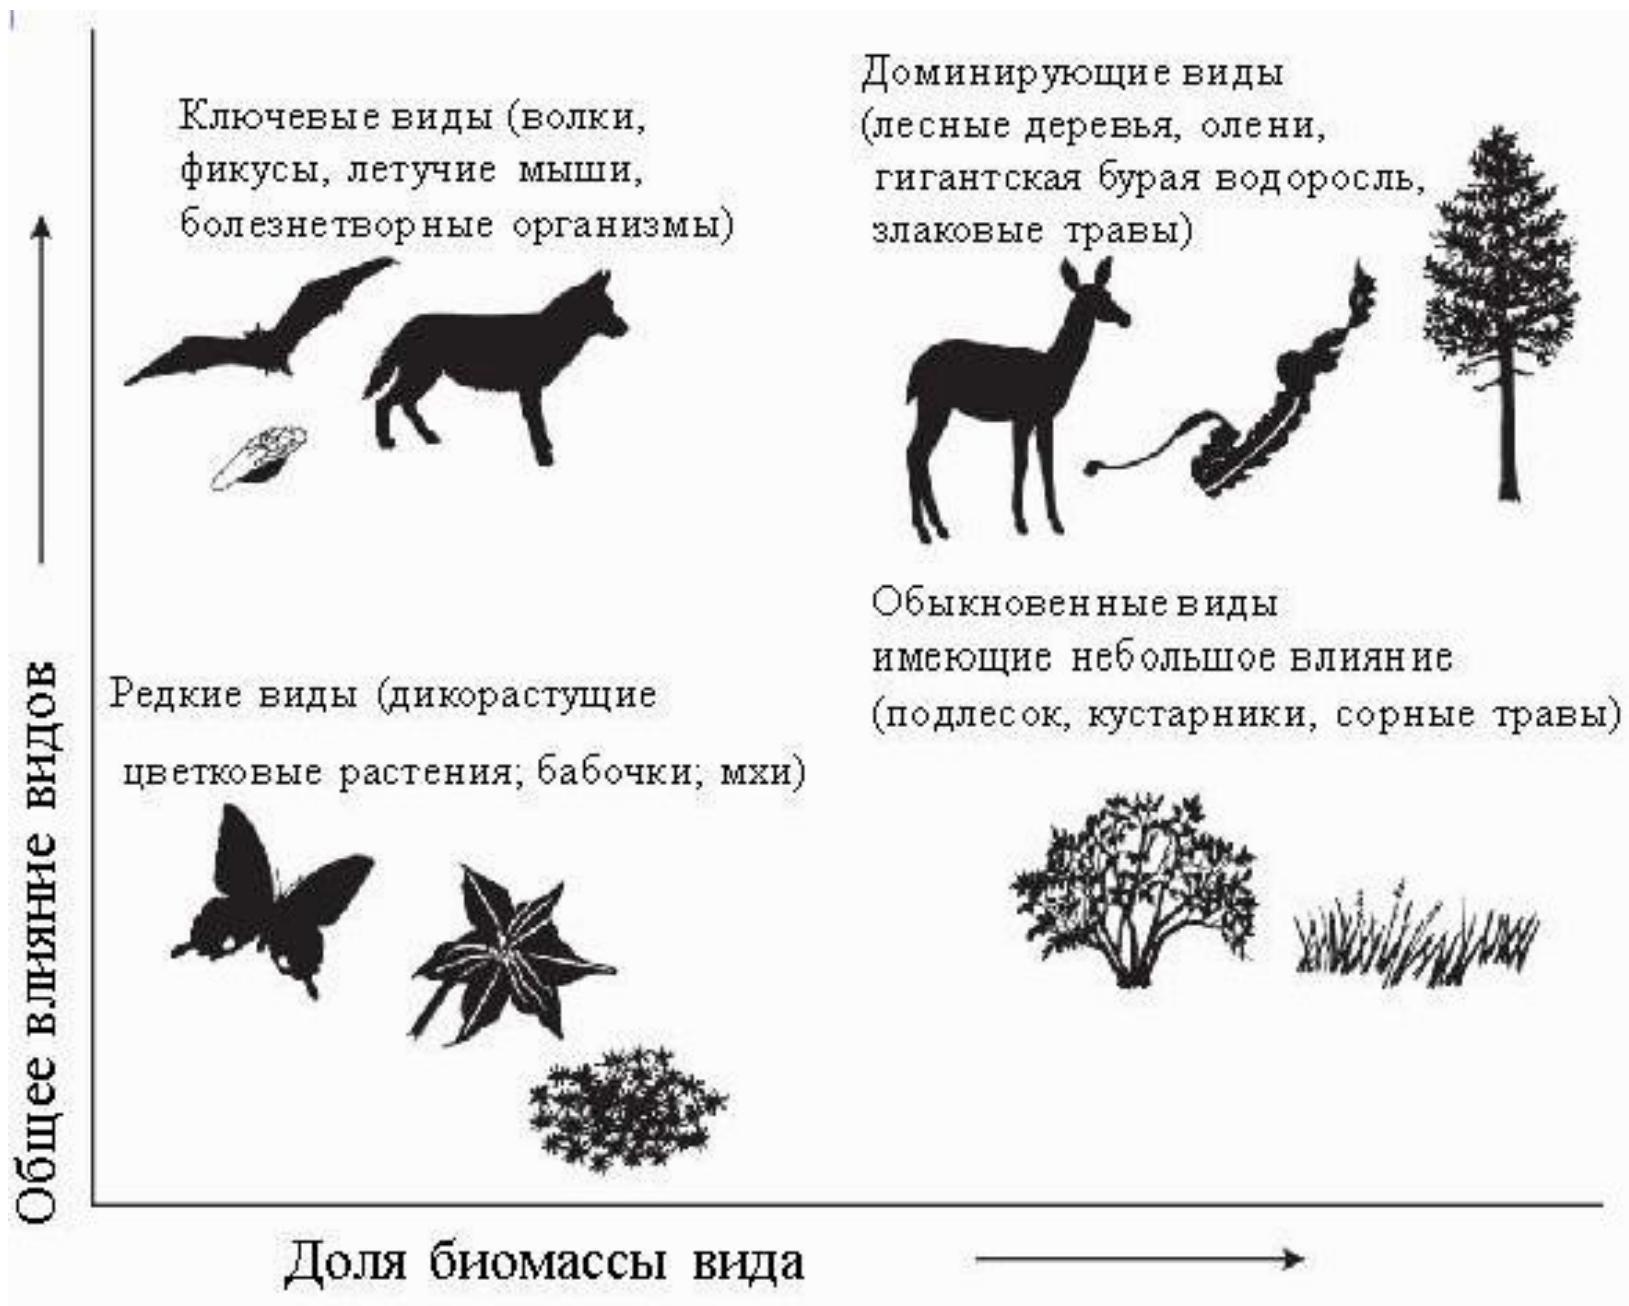 Ключевые виды (волки,
фикусы, летучие мыши,
болезнетворные организмы)
Доминирующие виды
(лесные деревья, олени,
гигантская бурая водоросль,
злаковые травы)
Редкие виды (дикорастущие
цветковые растения; бабочки; мхи)
Обыкновенные виды
имеющие небольшое влияние
(подлесок, кустарники, сорные травы)
Общее влияние видов
Доля биомассы вида